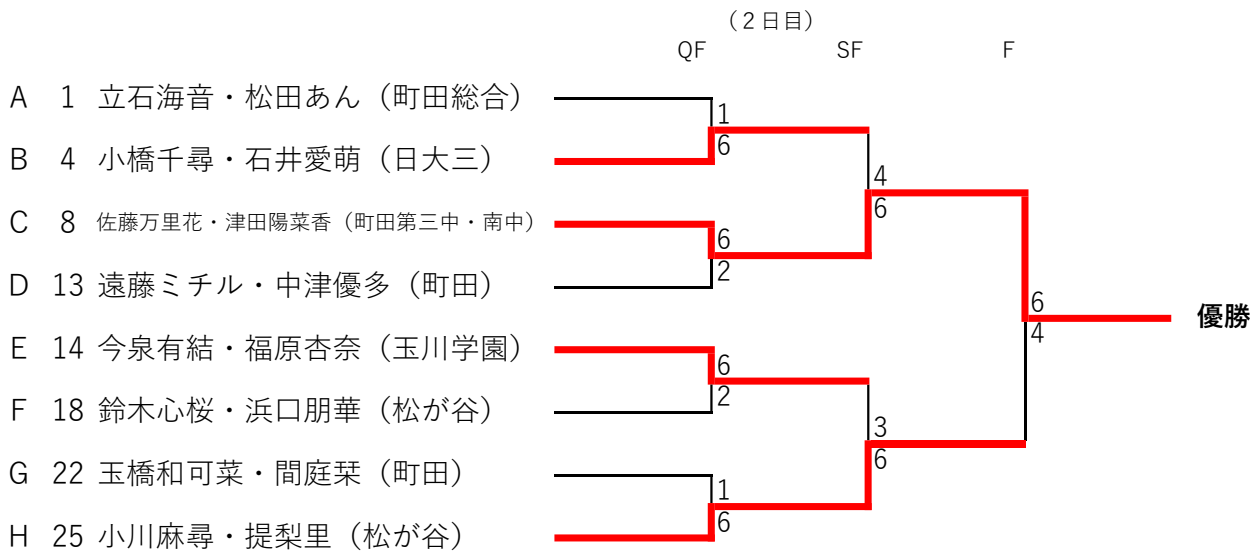 （２日目）
QF SF F
A 1 立石海音・松田あん（町田総合）
1
6
B 4 小橋千尋・石井愛萌（日大三）
4
6
C 8 佐藤万里花・津田陽菜香（町田第三中・南中）
6
2
D 13 遠藤ミチル・中津優多（町田）
6
4
優勝
E 14 今泉有結・福原杏奈（玉川学園）
6
2
F 18 鈴木心桜・浜口朋華（松が谷）
3
6
G 22 玉橋和可菜・間庭栞（町田）
1
6
H 25 小川麻尋・提梨里（松が谷）